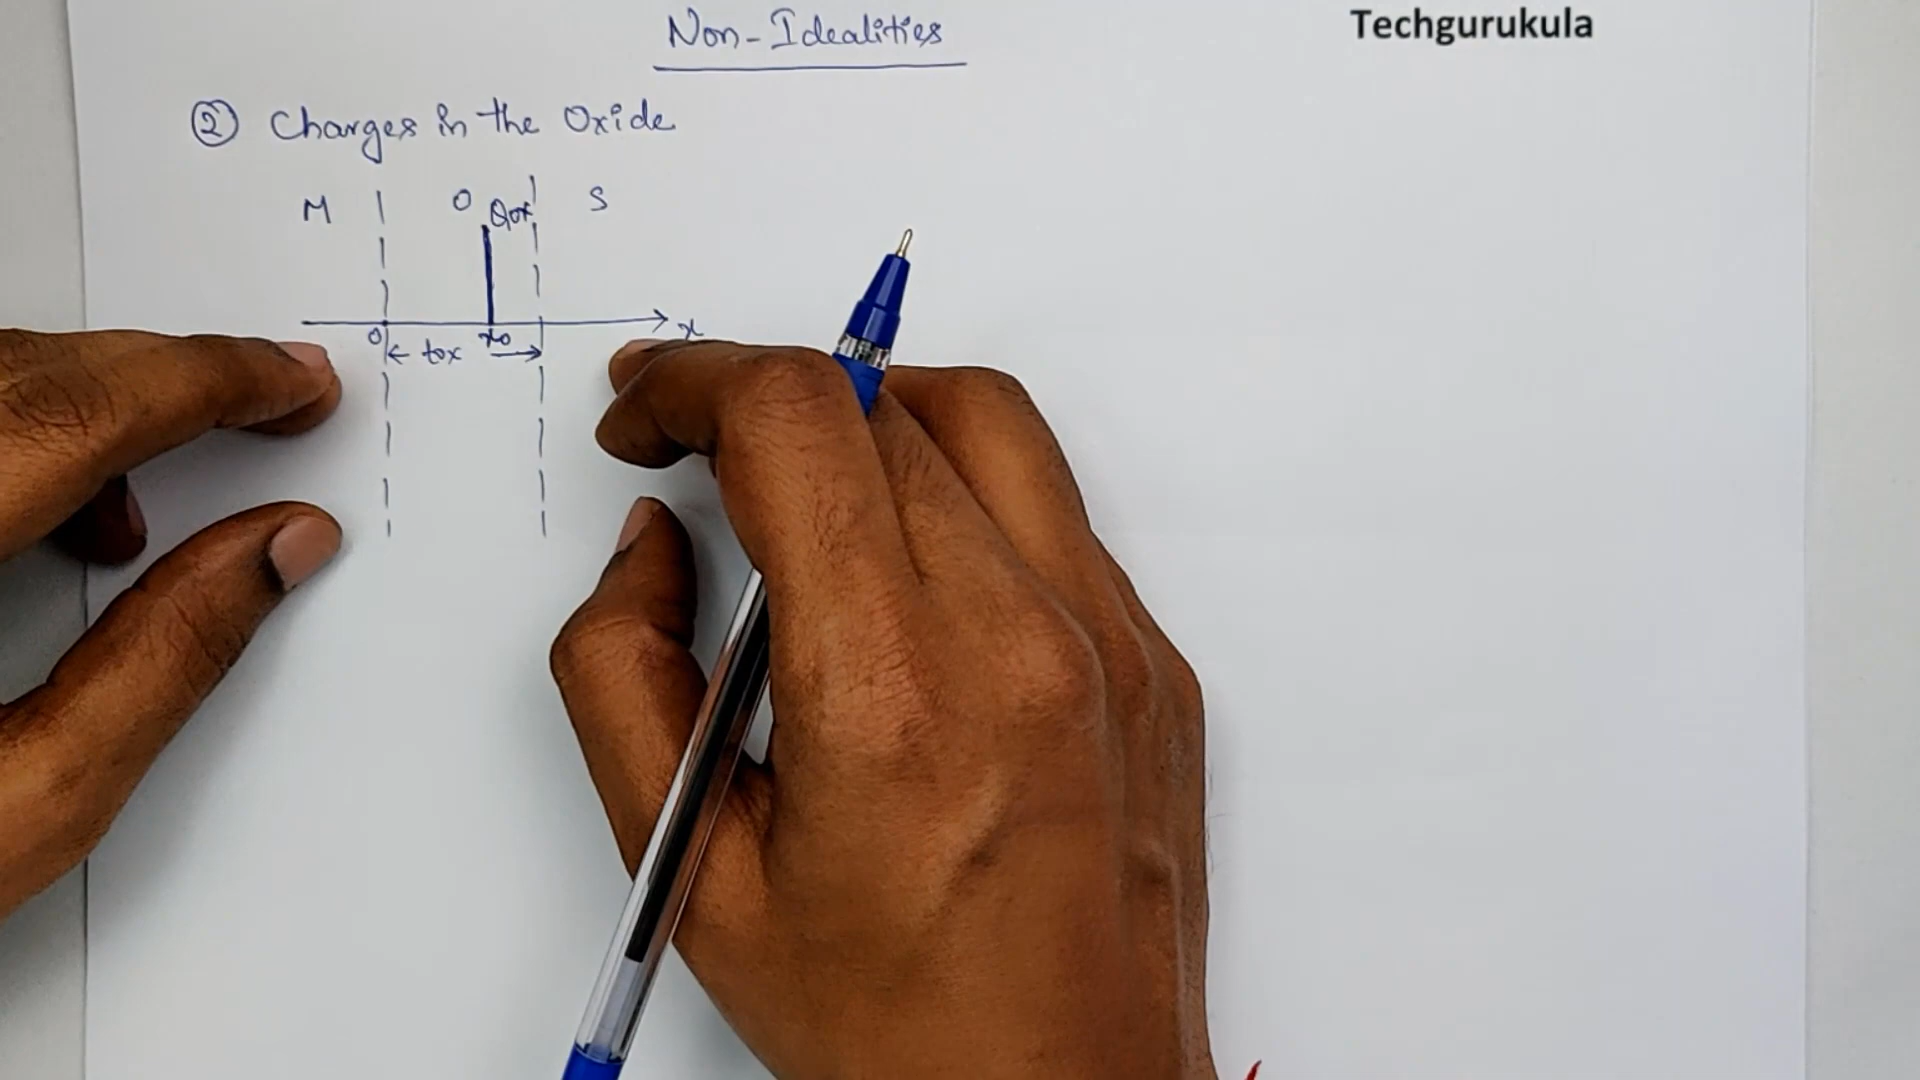 Non-Idealities
Techgurukula
② Charges in the Oxide
M O Qox S
0 x0 x
← tox →